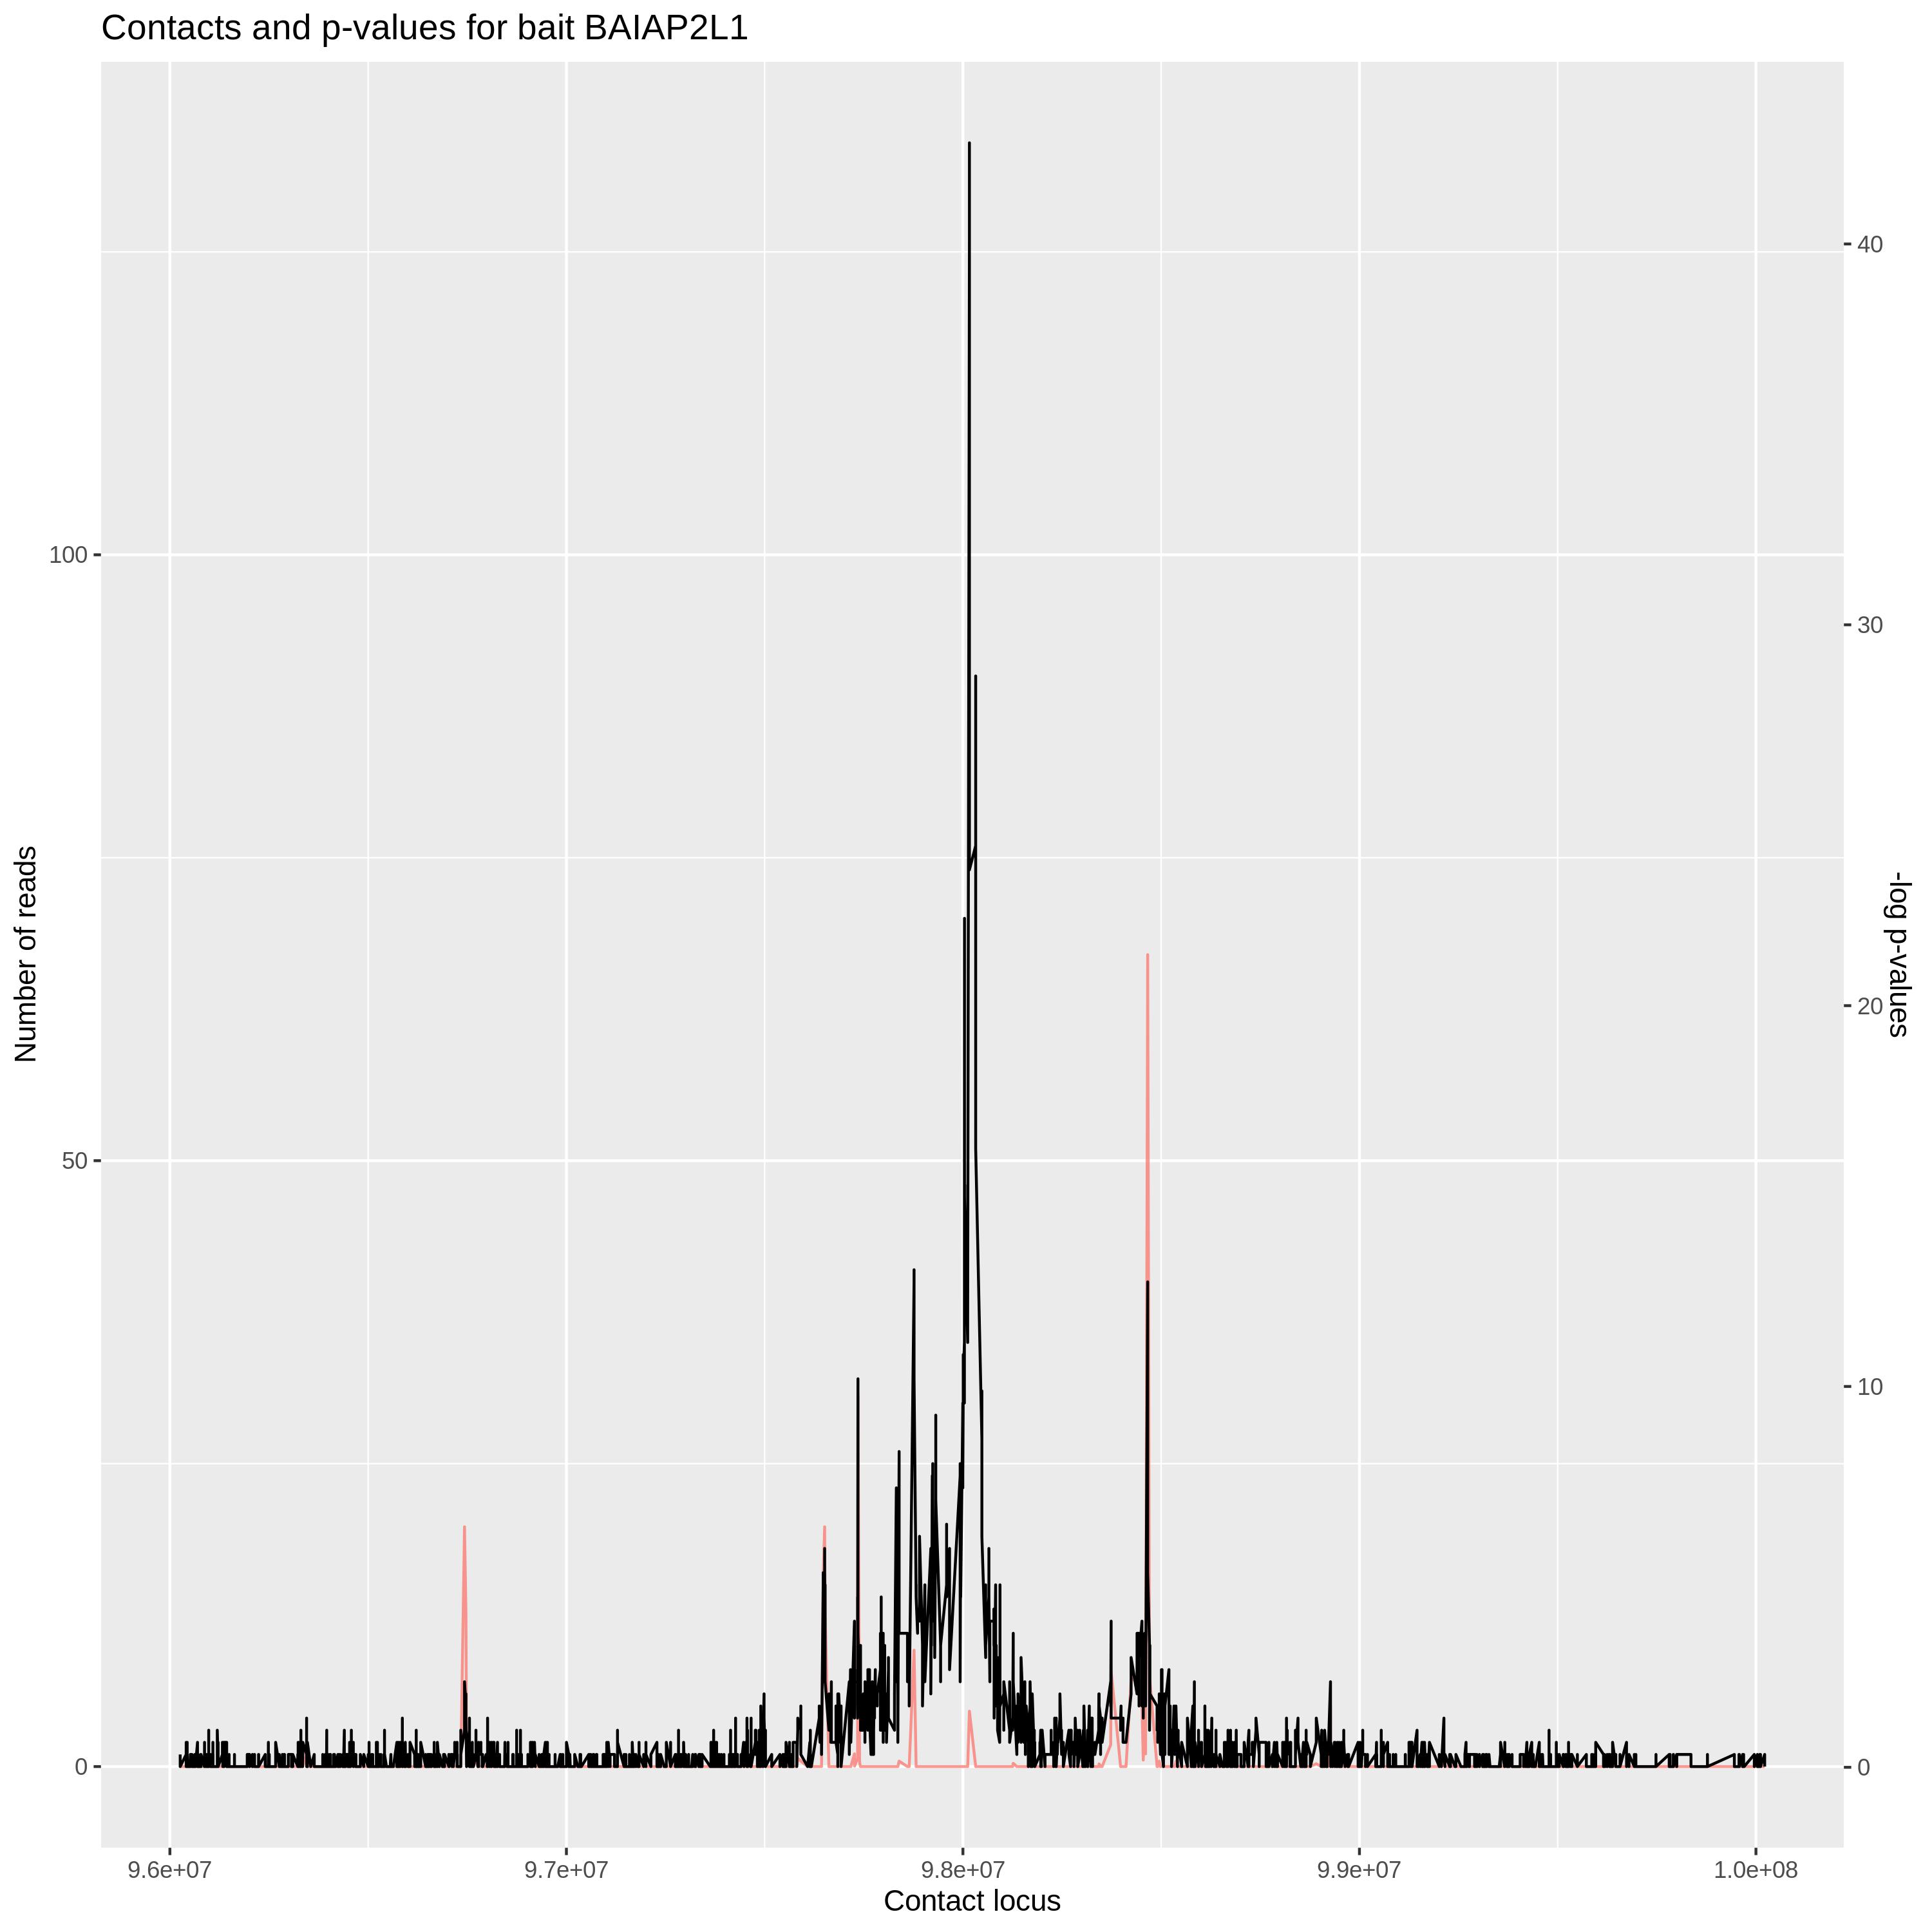 Contacts and p-values for bait BAIAP2L1
Number of reads
100
50
0
40
30
20
10
0
-log p-values
9.6e+07
9.7e+07
9.8e+07
9.9e+07
1.0e+08
Contact locus